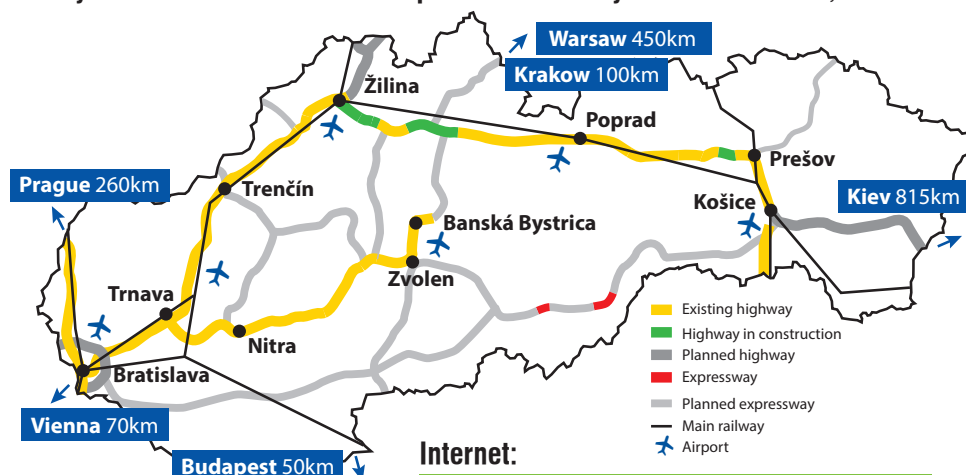 Warsaw 450km
Krakow 100km
Žilina
Poprad
Prešov
Prague 260km
Trenčín
Košice
Kiev 815km
Banská Bystrica
Zvolen
Trnava
Nitra
Bratislava
Vienna 70km
Budapest 50km
Existing highway
Highway in construction
Planned highway
Expressway
Planned expressway
Main railway
Airport
Internet: